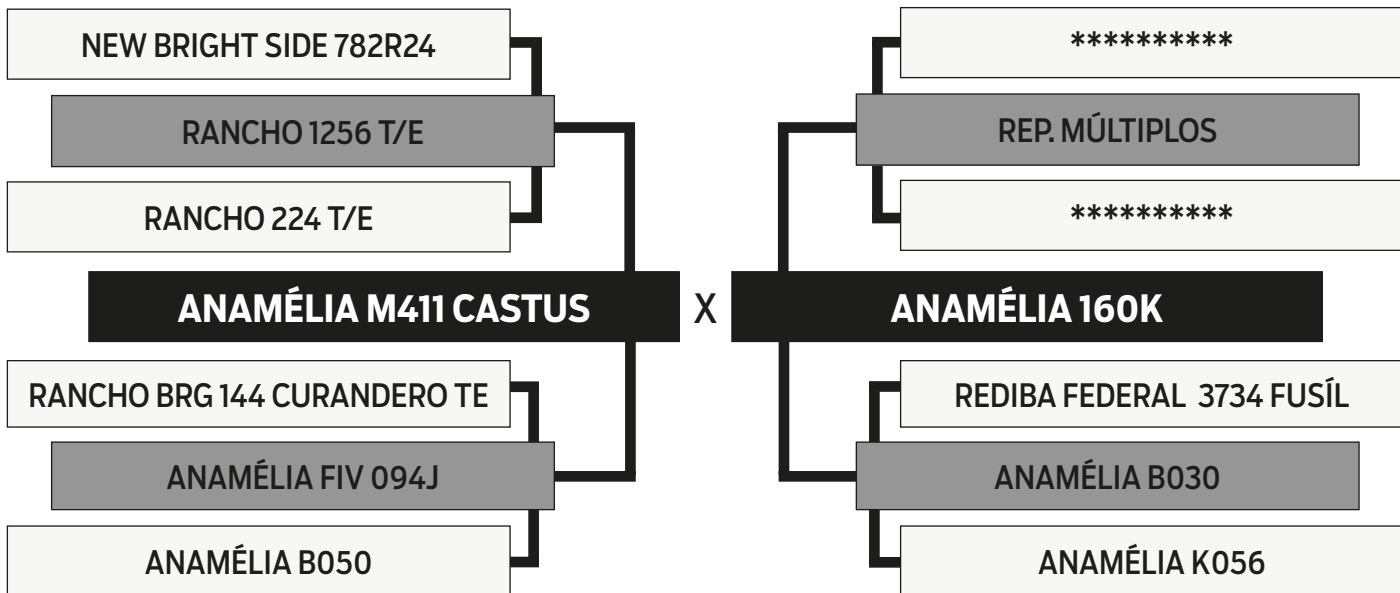 NEW BRIGHT SIDE 782R24
RANCHO 1256 T/E
RANCHO 224 T/E
**********
REP. MÚLTIPLOS
**********
ANAMÉLIA M411 CASTUS X ANAMÉLIA 160K
RANCHO BRG 144 CURANDERO TE
ANAMÉLIA FIV 094J
ANAMÉLIA B050
REDIBA FEDERAL 3734 FUSÍL
ANAMÉLIA B030
ANAMÉLIA K056